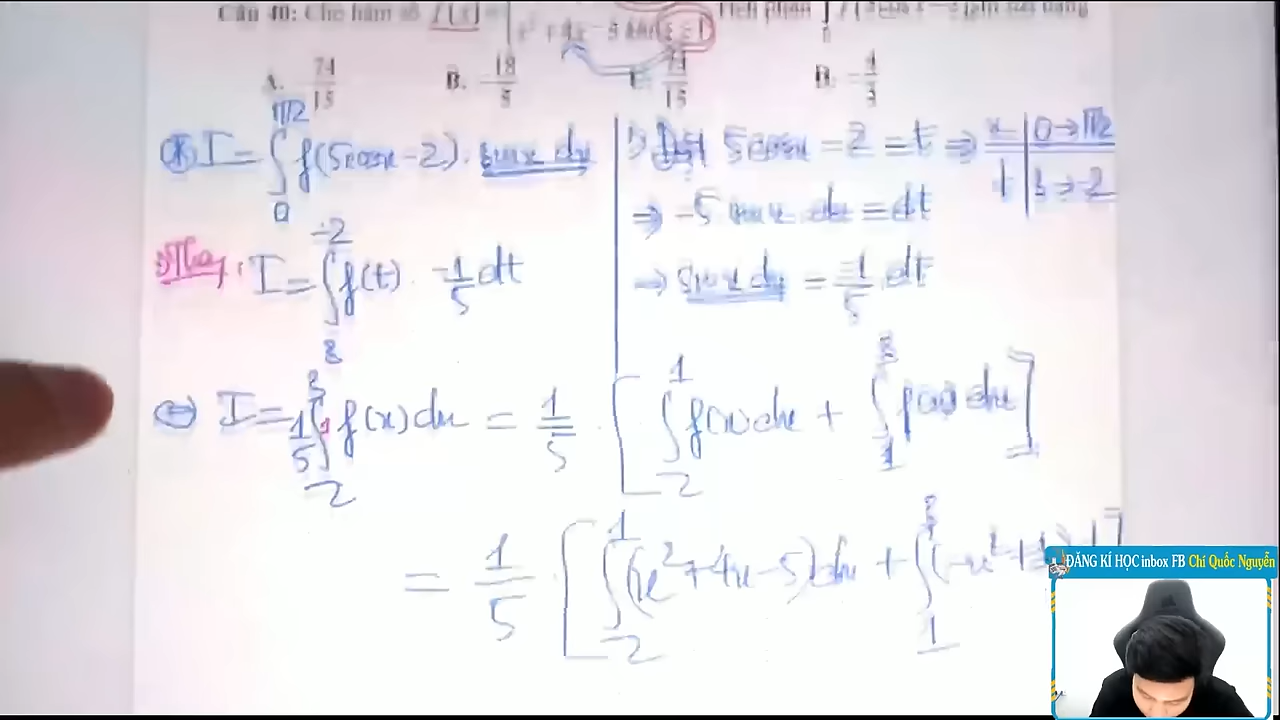 Câu 40: Cho hàm số f(x) =
x² + 4x − 5 khi x ≤ 1
A. 74/15 B. −18/5 C. 74/15 D. −4/3
I = ∫₀^(π/2) f(5cosx − 2) . sinx dx
1) Đặt 5cosx − 2 = t ⇒ x | 0 → π/2
t | 3 → −2
⇒ −5 sinx dx = dt
⇒ sinx dx = −1/5 dt
I = ∫₃^(−2) f(t) . −1/5 dt
⇔ I = 1/5 ∫₋₂^3 f(x)dx = 1/5 . [ ∫₋₂^1 f(x)dx + ∫₁^3 f(x)dx ]
= 1/5 [ ∫₋₂^1 (x² + 4x − 5)dx + ∫₁^3
ĐĂNG KÍ HỌC inbox FB Chí Quốc Nguyễn